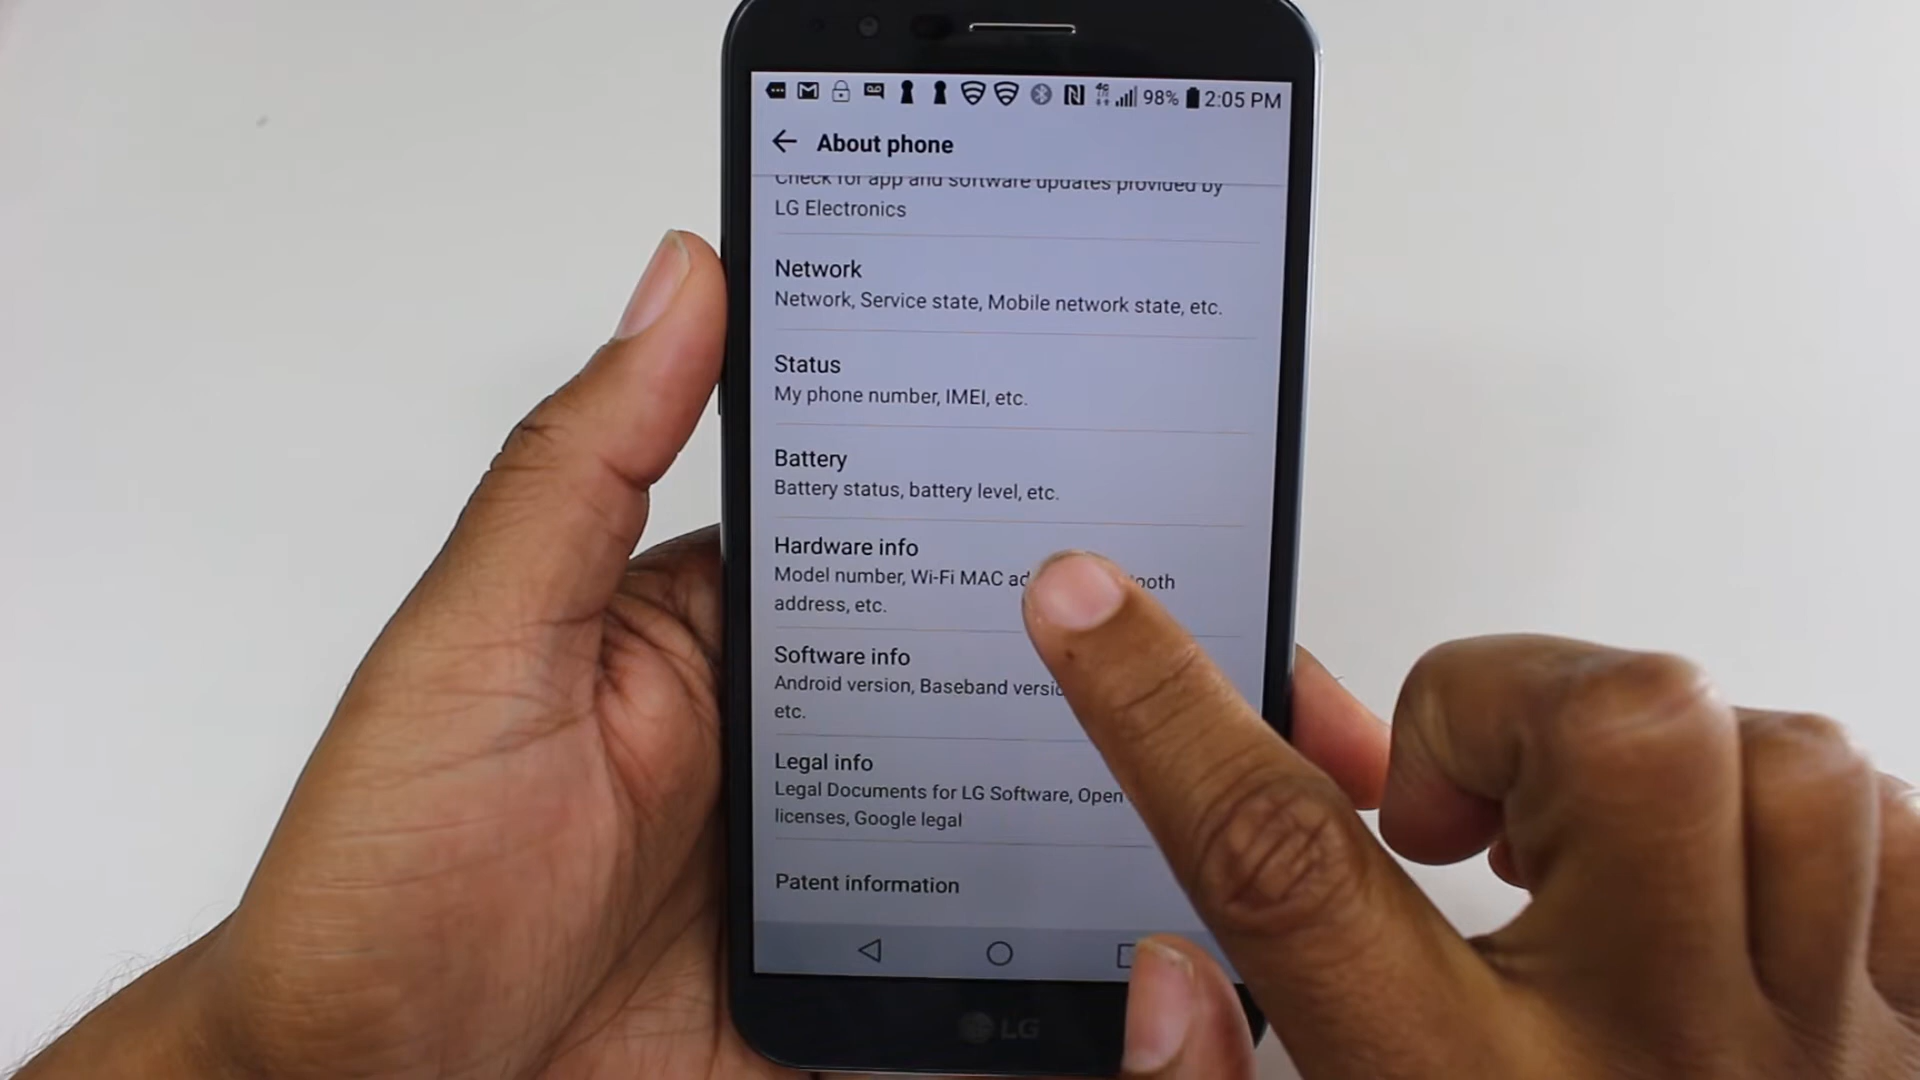 98% 2:05 PM
About phone
Check for app and software updates provided by
LG Electronics
Network
Network, Service state, Mobile network state, etc.
Status
My phone number, IMEI, etc.
Battery
Battery status, battery level, etc.
Hardware info
Model number, Wi-Fi MAC
address, etc.
Software info
Android version, Baseband
etc.
Legal info
Legal Documents for LG Software, Open
licenses, Google legal
Patent information
LG